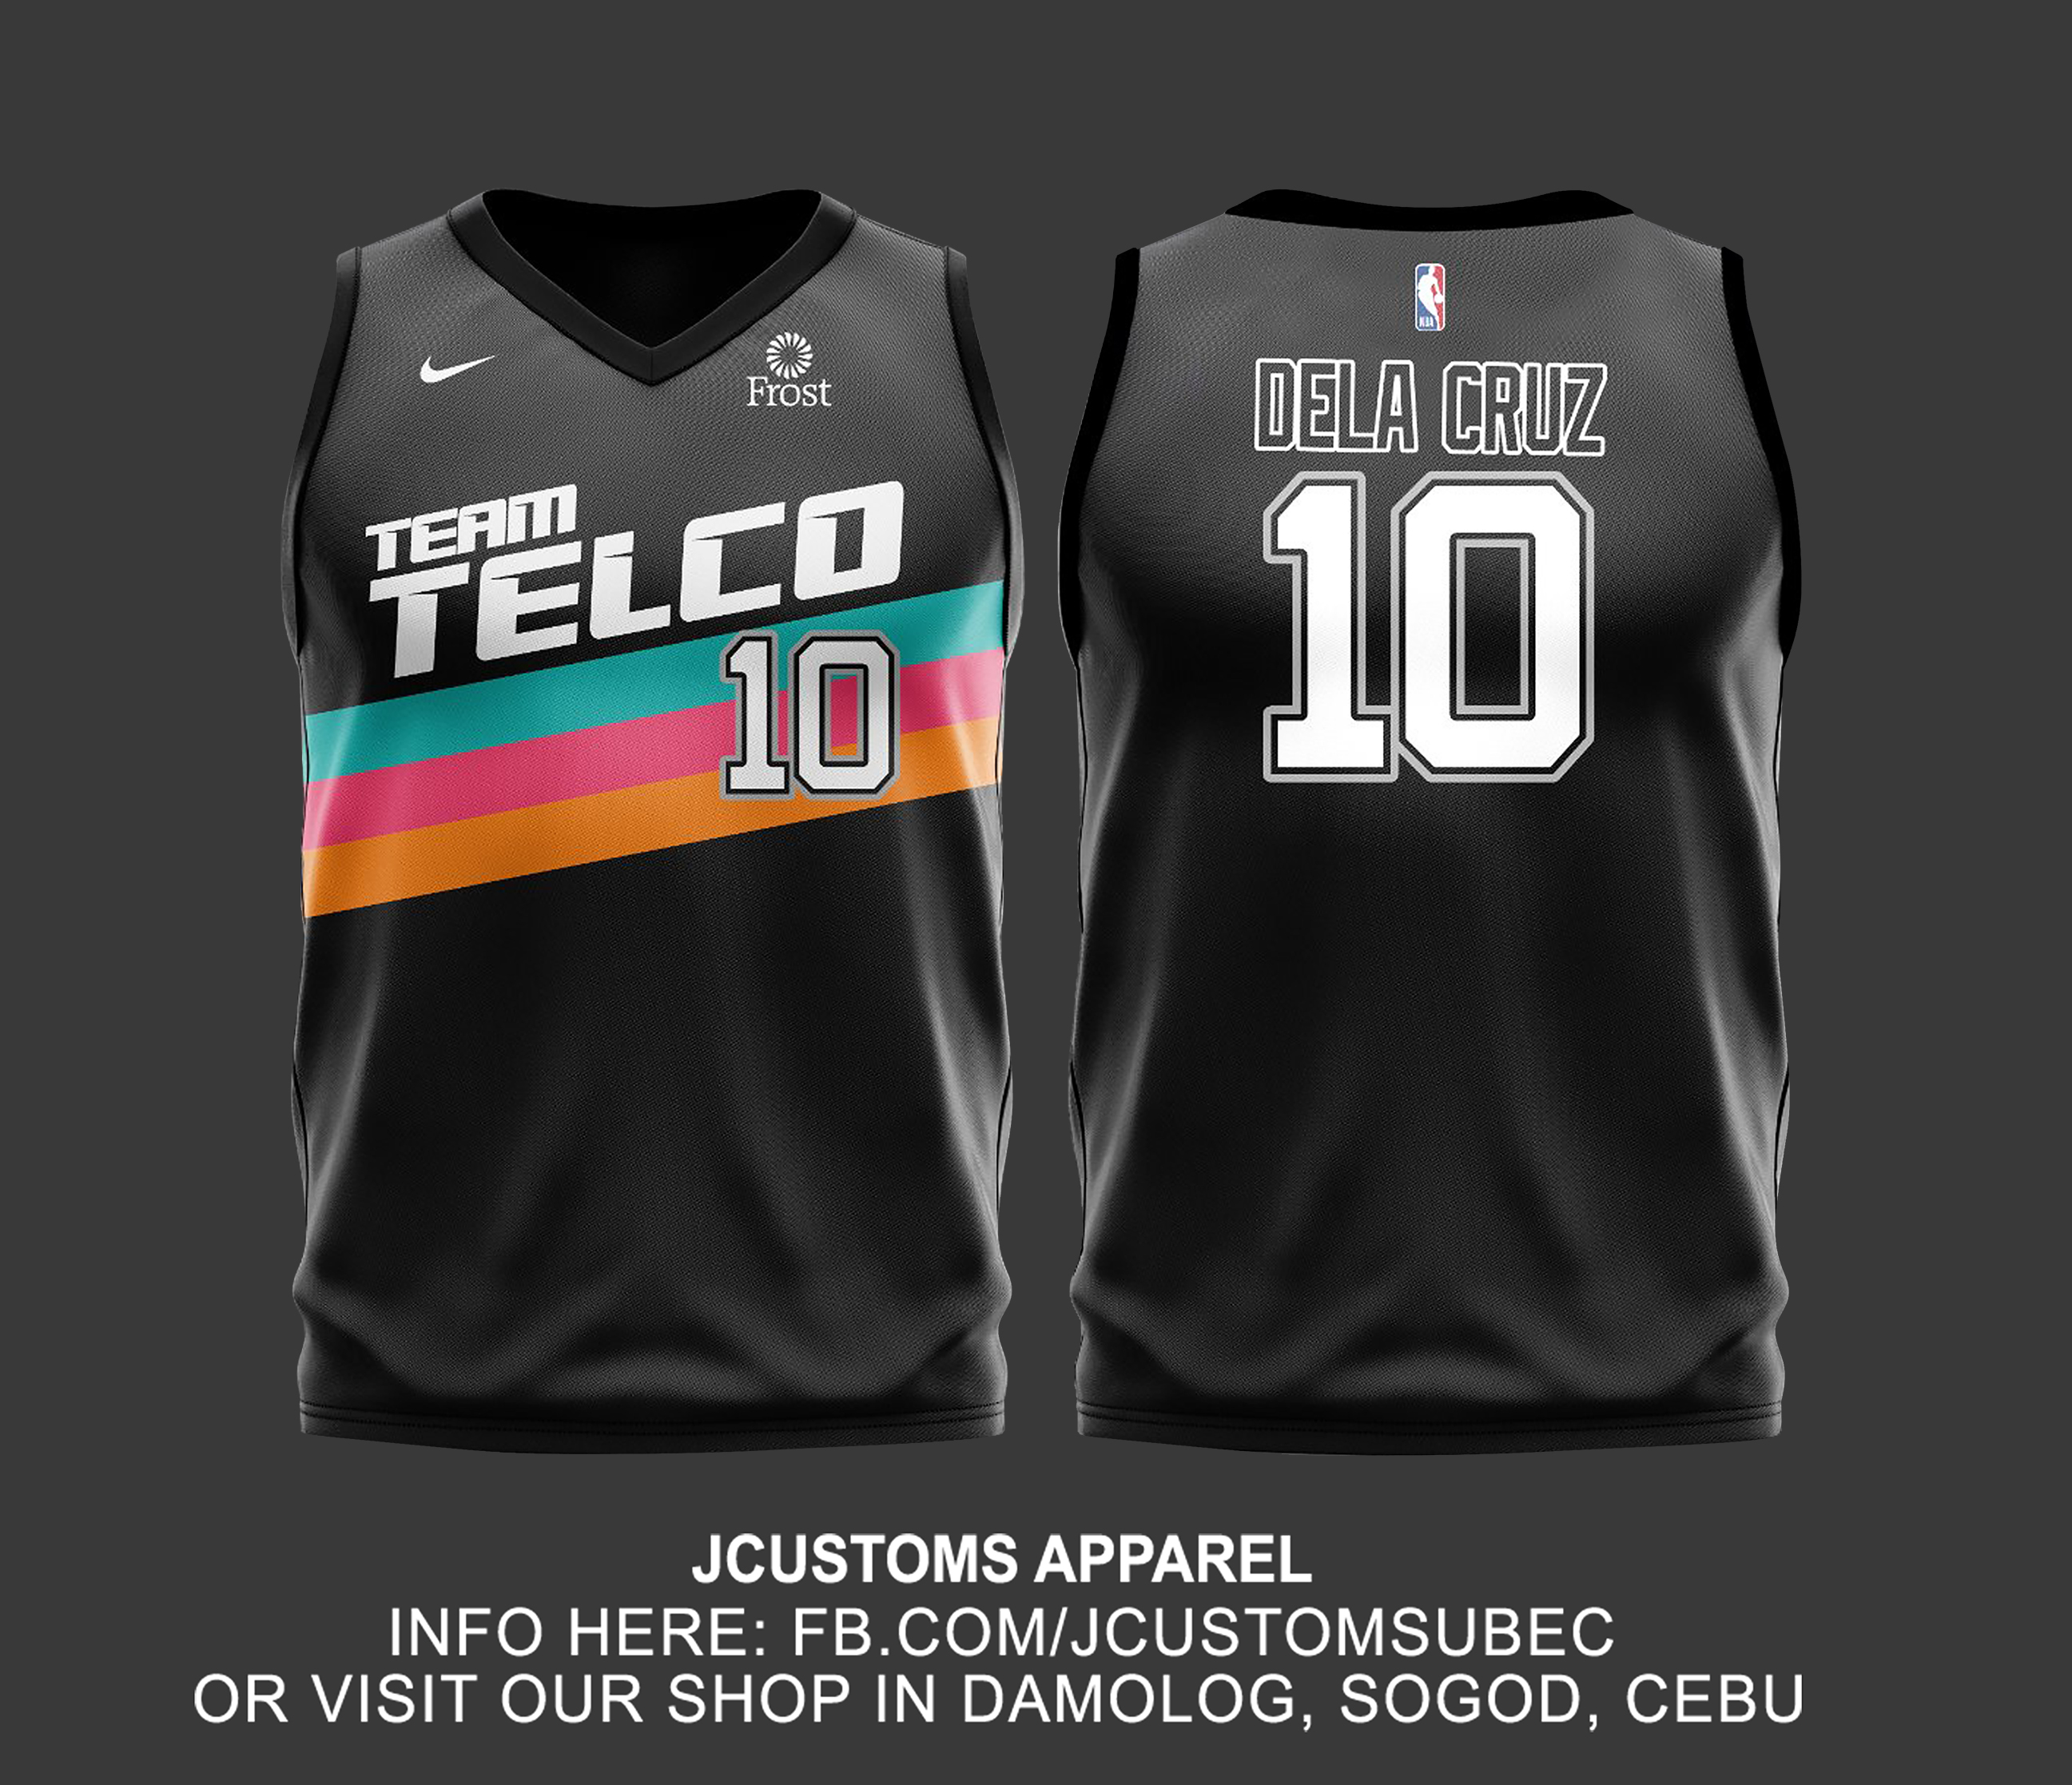 Frost
TEAM
TELCO
10
NBA
DELA CRUZ
10
JCUSTOMS APPAREL
INFO HERE: FB.COM/JCUSTOMSUBEC
OR VISIT OUR SHOP IN DAMOLOG, SOGOD, CEBU